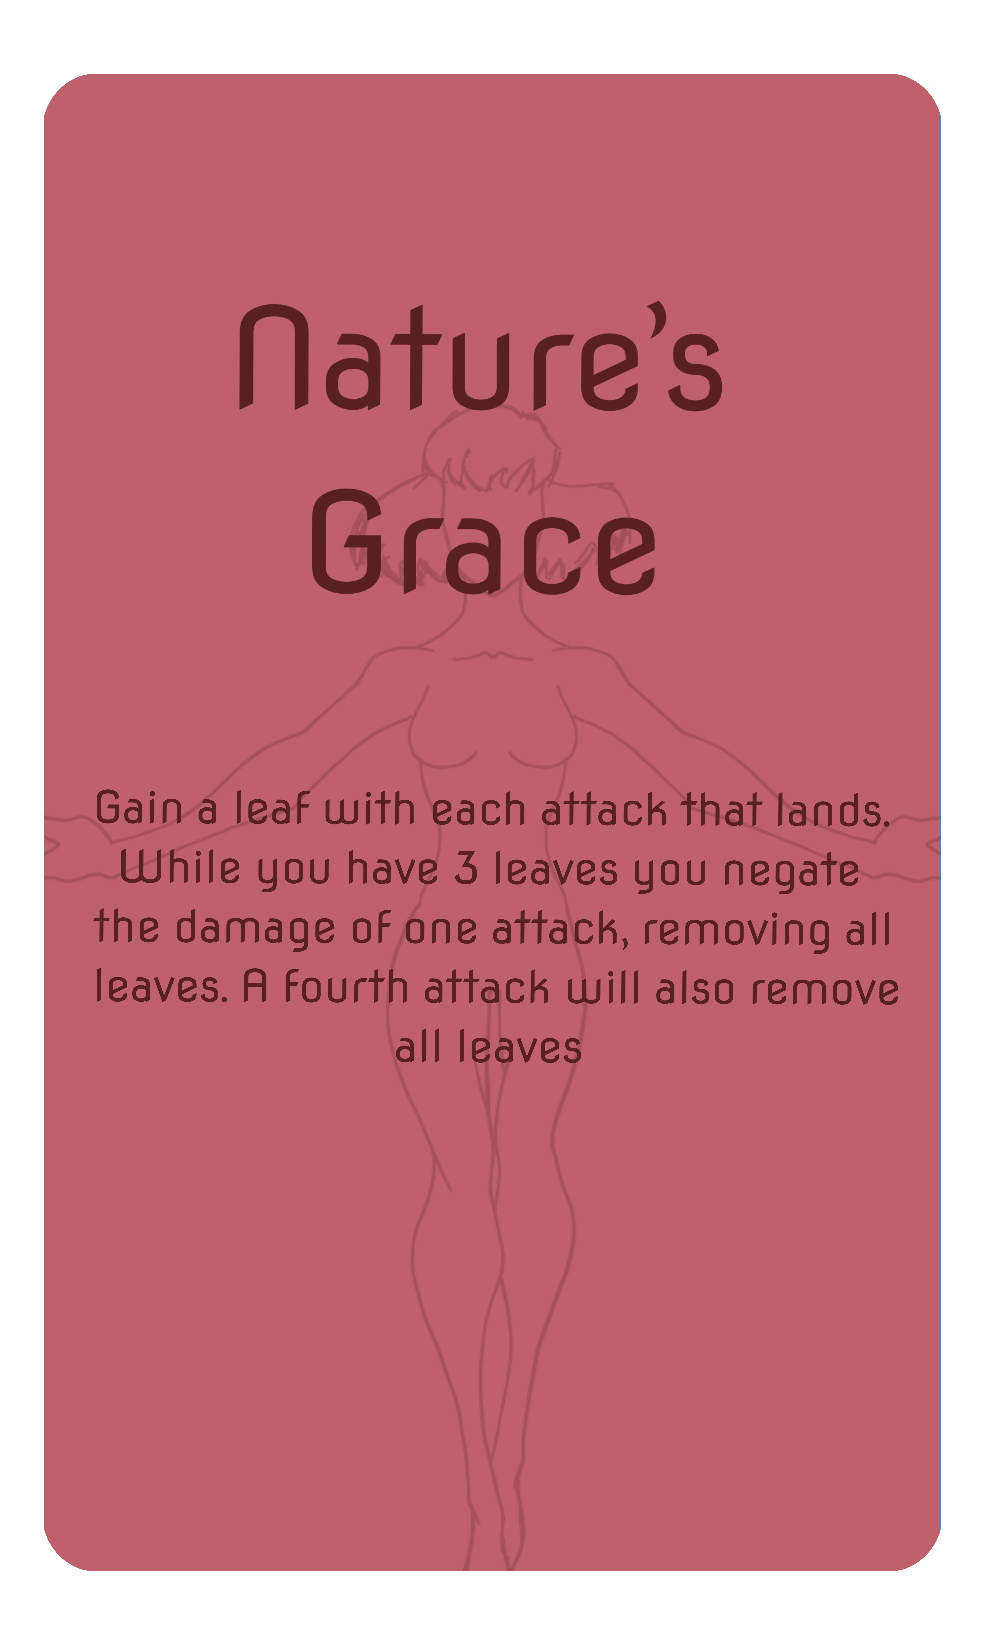 Nature's
Grace
Gain a leaf with each attack that lands.
While you have 3 leaves you negate
the damage of one attack, removing all
leaves. A fourth attack will also remove
all leaves